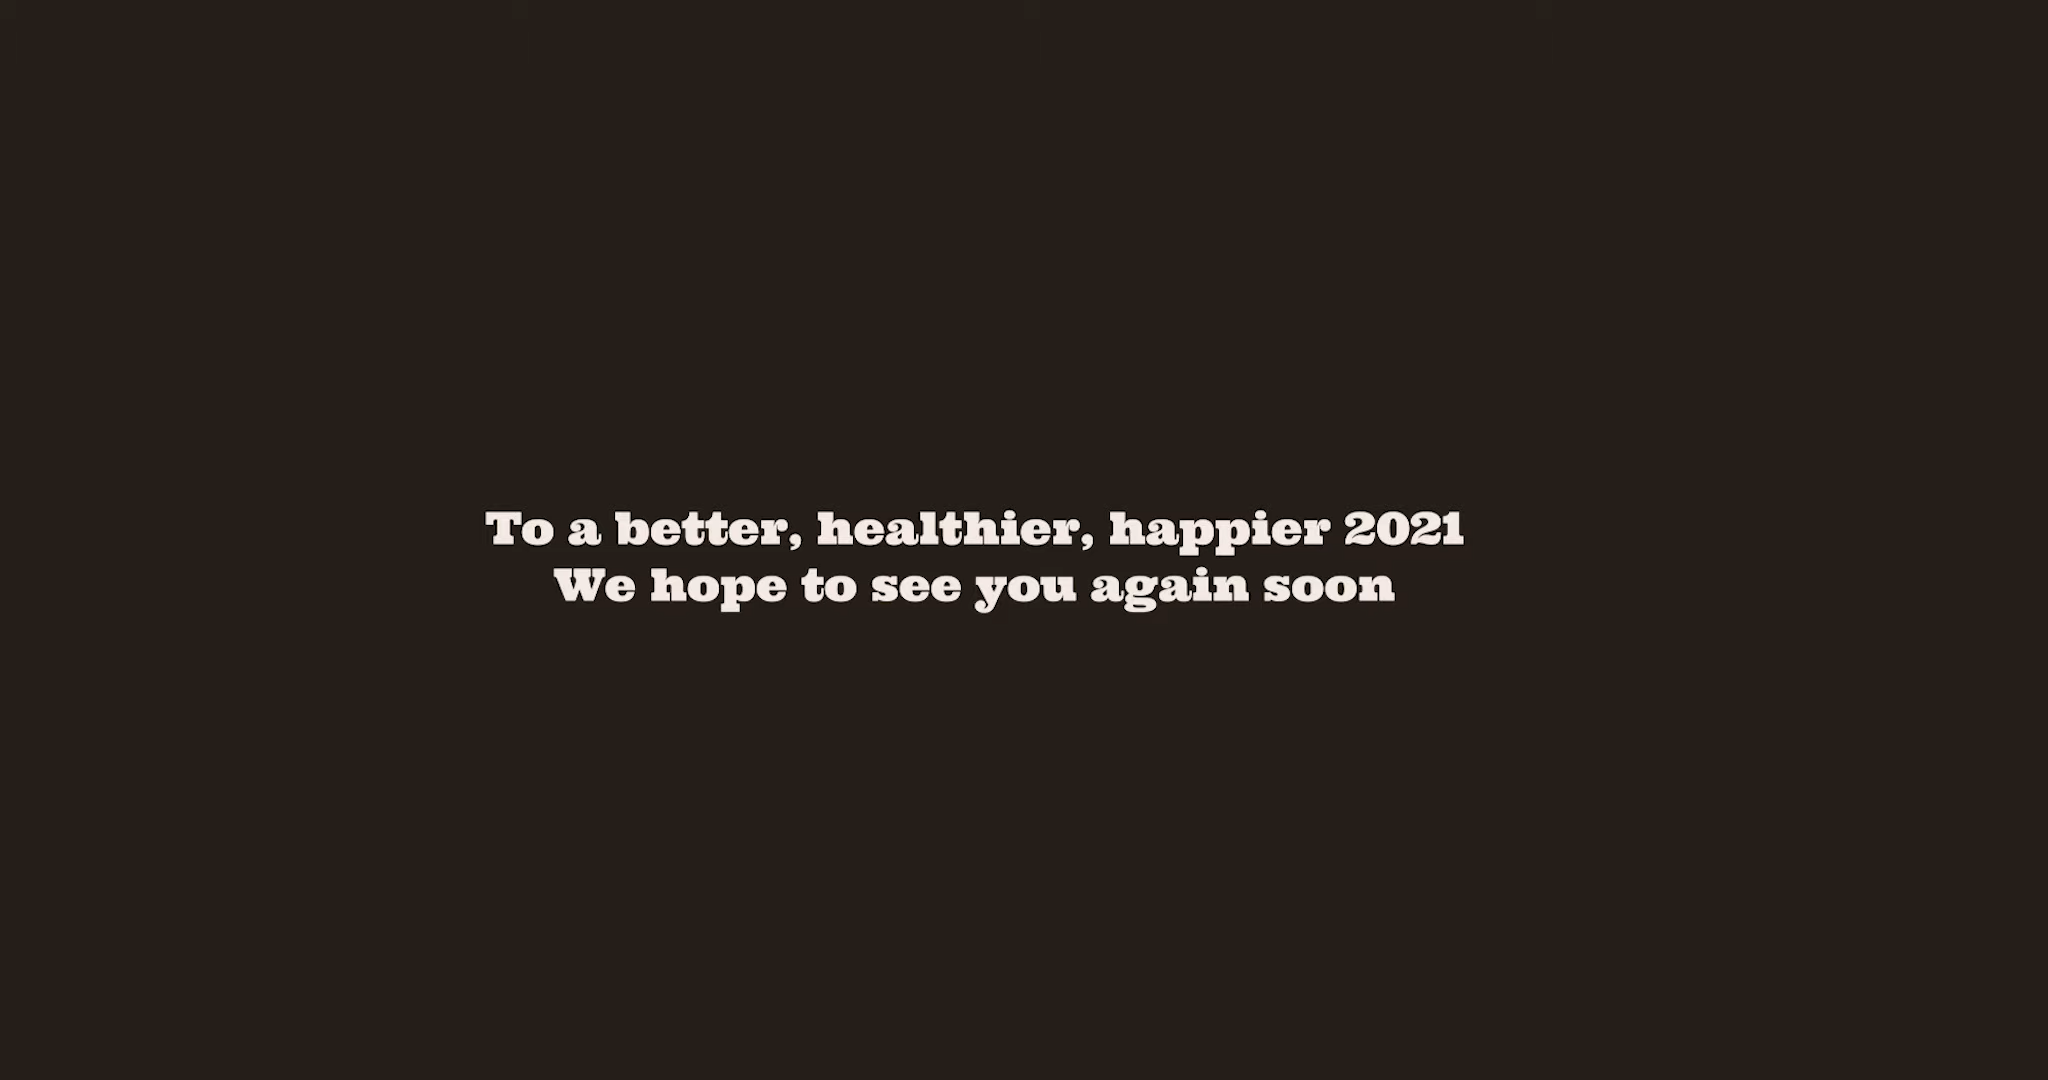 To a better, healthier, happier 2021
We hope to see you again soon